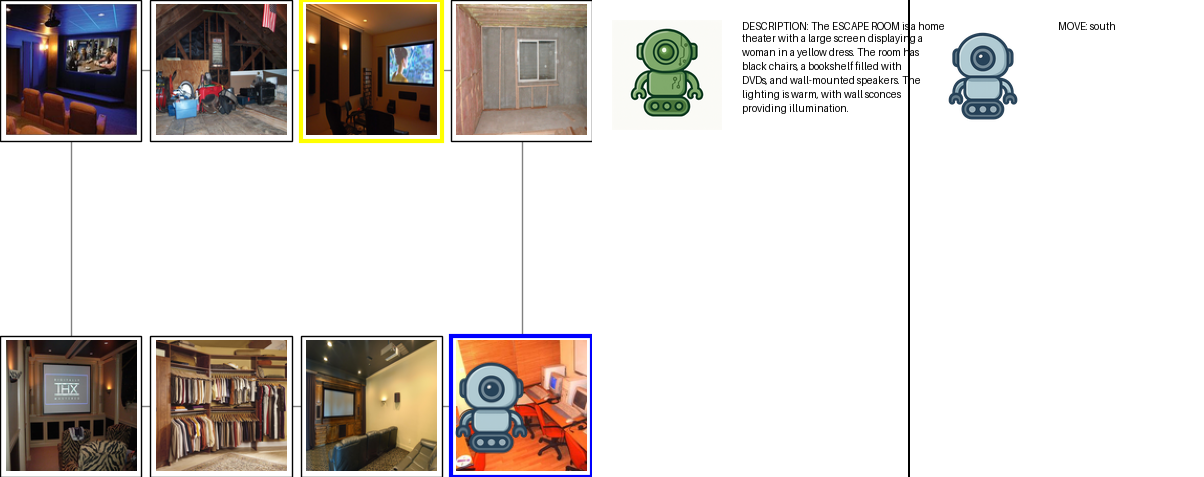 DESCRIPTION: The ESCAPE ROOM is a home
theater with a large screen displaying a
woman in a yellow dress. The room has
black chairs, a bookshelf filled with
DVDs, and wall-mounted speakers. The
lighting is warm, with wall sconces
providing illumination.
MOVE: south
THX